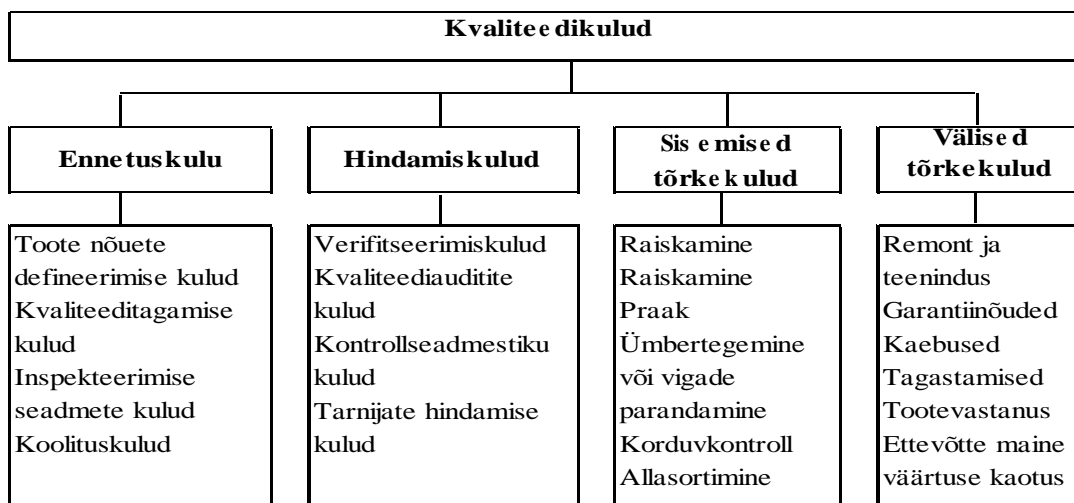 Kvaliteedikulud
Ennetuskulu
Hindamiskulud
Sisemised
tõrkekulud
Välised
tõrkekulud
Toote nõuete
defineerimise kulud
Kvaliteeditagamise
kulud
Inspekteerimise
seadmete kulud
Koolituskulud
Verifitseerimiskulud
Kvaliteediauditite
kulud
Kontrollseadmestiku
kulud
Tarnijate hindamise
kulud
Raiskamine
Raiskamine
Praak
Ümbertegemine
või vigade
parandamine
Korduvkontroll
Allasortimine
Remont ja
teenindus
Garantiinõuded
Kaebused
Tagastamised
Tootevastanus
Ettevõtte maine
väärtuse kaotus